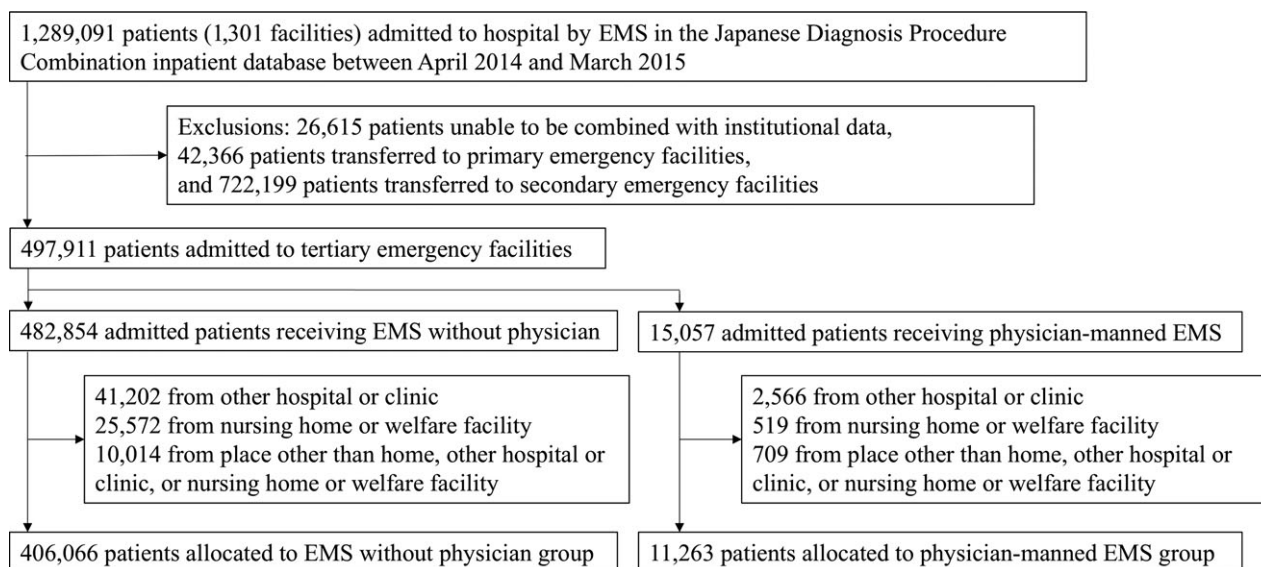 1,289,091 patients (1,301 facilities) admitted to hospital by EMS in the Japanese Diagnosis Procedure
Combination inpatient database between April 2014 and March 2015
Exclusions: 26,615 patients unable to be combined with institutional data,
42,366 patients transferred to primary emergency facilities,
and 722,199 patients transferred to secondary emergency facilities
497,911 patients admitted to tertiary emergency facilities
482,854 admitted patients receiving EMS without physician
15,057 admitted patients receiving physician-manned EMS
41,202 from other hospital or clinic
25,572 from nursing home or welfare facility
10,014 from place other than home, other hospital or
clinic, or nursing home or welfare facility
2,566 from other hospital or clinic
519 from nursing home or welfare facility
709 from place other than home, other hospital or
clinic, or nursing home or welfare facility
406,066 patients allocated to EMS without physician group
11,263 patients allocated to physician-manned EMS group